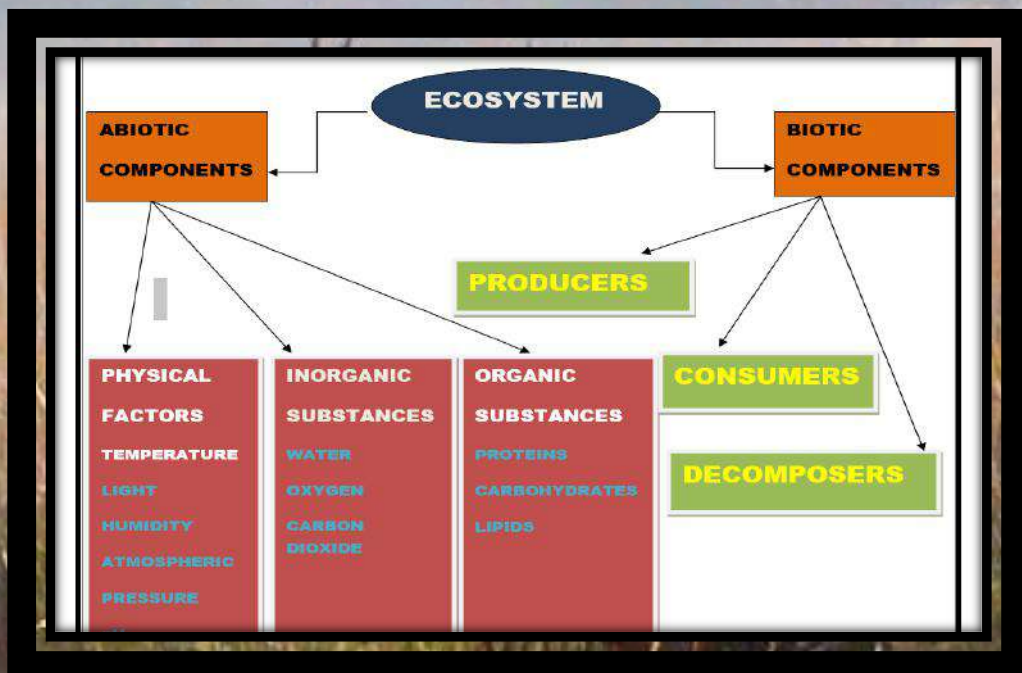 ECOSYSTEM
ABIOTIC
COMPONENTS
BIOTIC
COMPONENTS
PRODUCERS
CONSUMERS
DECOMPOSERS
PHYSICAL
FACTORS
TEMPERATURE
LIGHT
HUMIDITY
ATMOSPHERIC
PRESSURE
INORGANIC
SUBSTANCES
WATER
OXYGEN
CARBON
DIOXIDE
ORGANIC
SUBSTANCES
PROTEINS
CARBOHYDRATES
LIPIDS